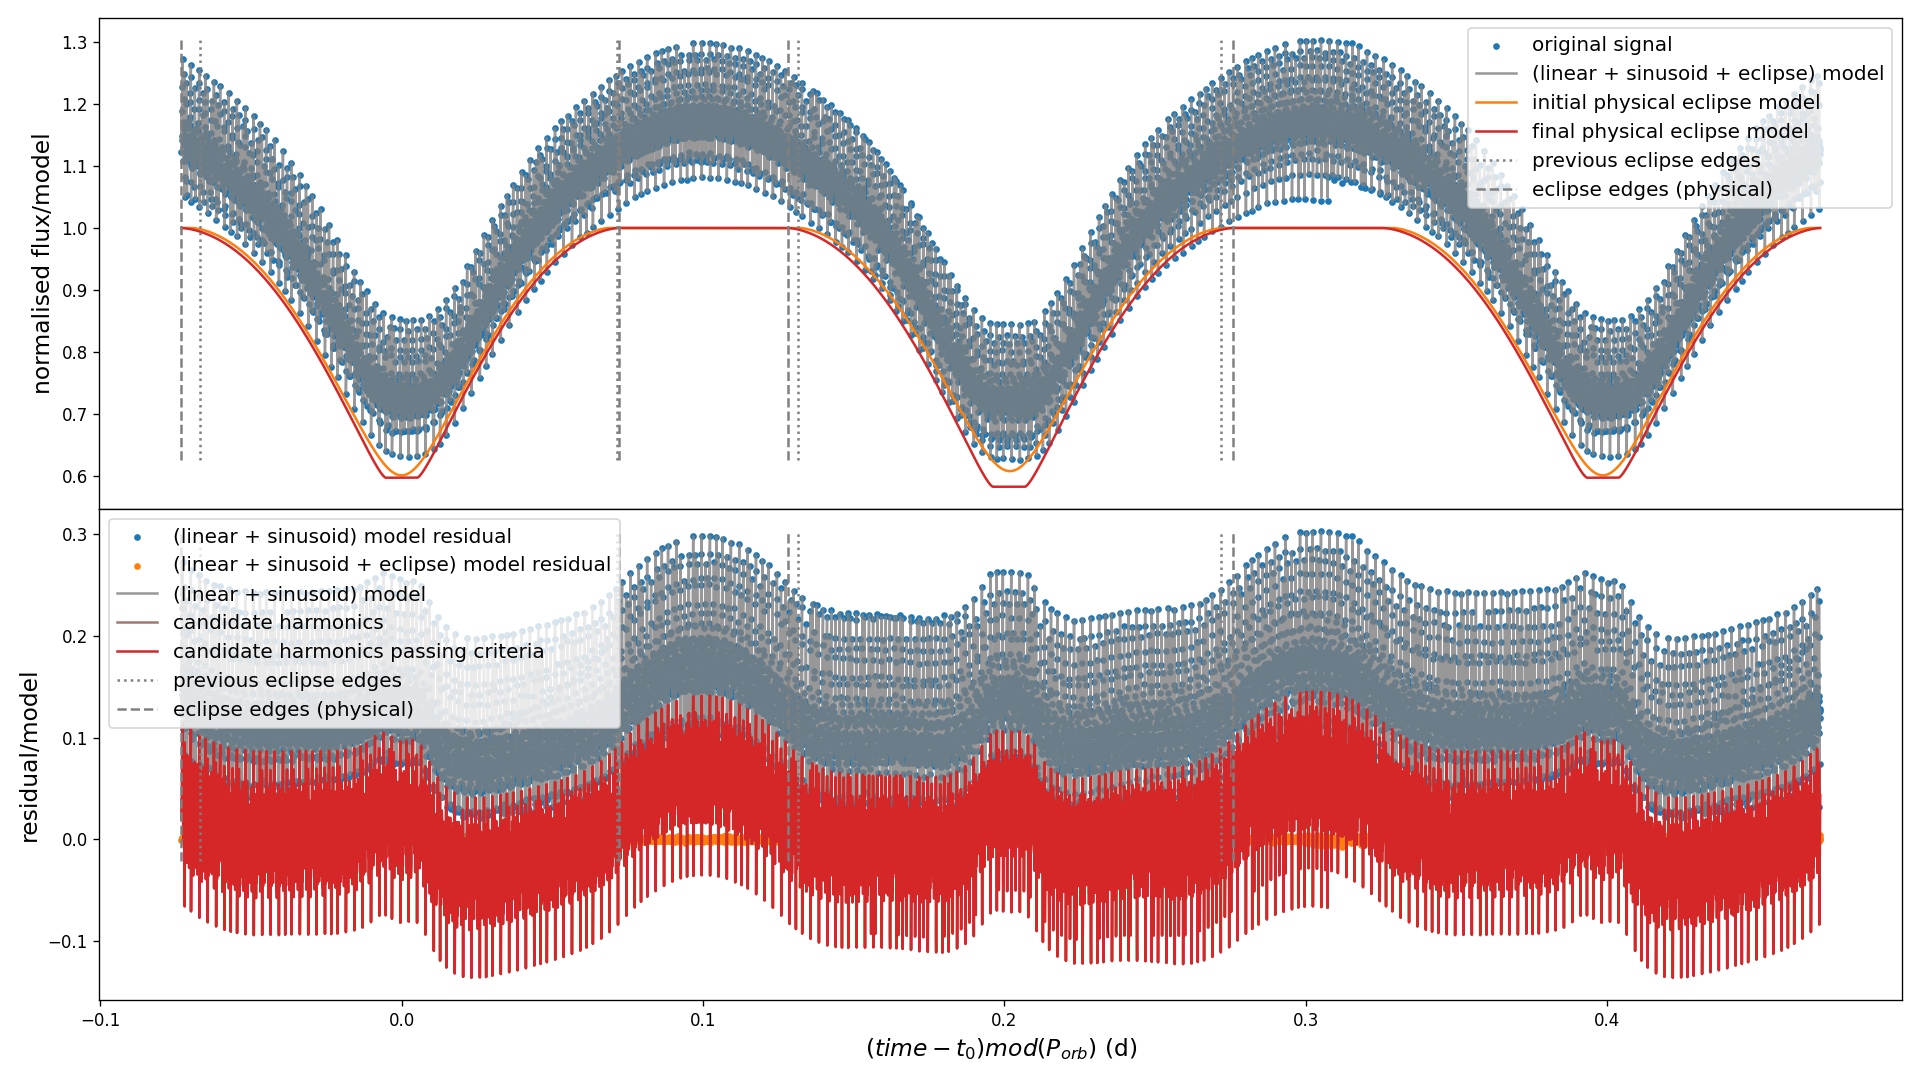 normalised flux/model
1.3
1.2
1.1
1.0
0.9
0.8
0.7
0.6
original signal
(linear + sinusoid + eclipse) model
initial physical eclipse model
final physical eclipse model
previous eclipse edges
eclipse edges (physical)
residual/model
0.3
0.2
0.1
0.0
−0.1
(linear + sinusoid) model residual
(linear + sinusoid + eclipse) model residual
(linear + sinusoid) model
candidate harmonics
candidate harmonics passing criteria
previous eclipse edges
eclipse edges (physical)
−0.1 0.0 0.1 0.2 0.3 0.4
(time − t₀)mod(P_orb) (d)